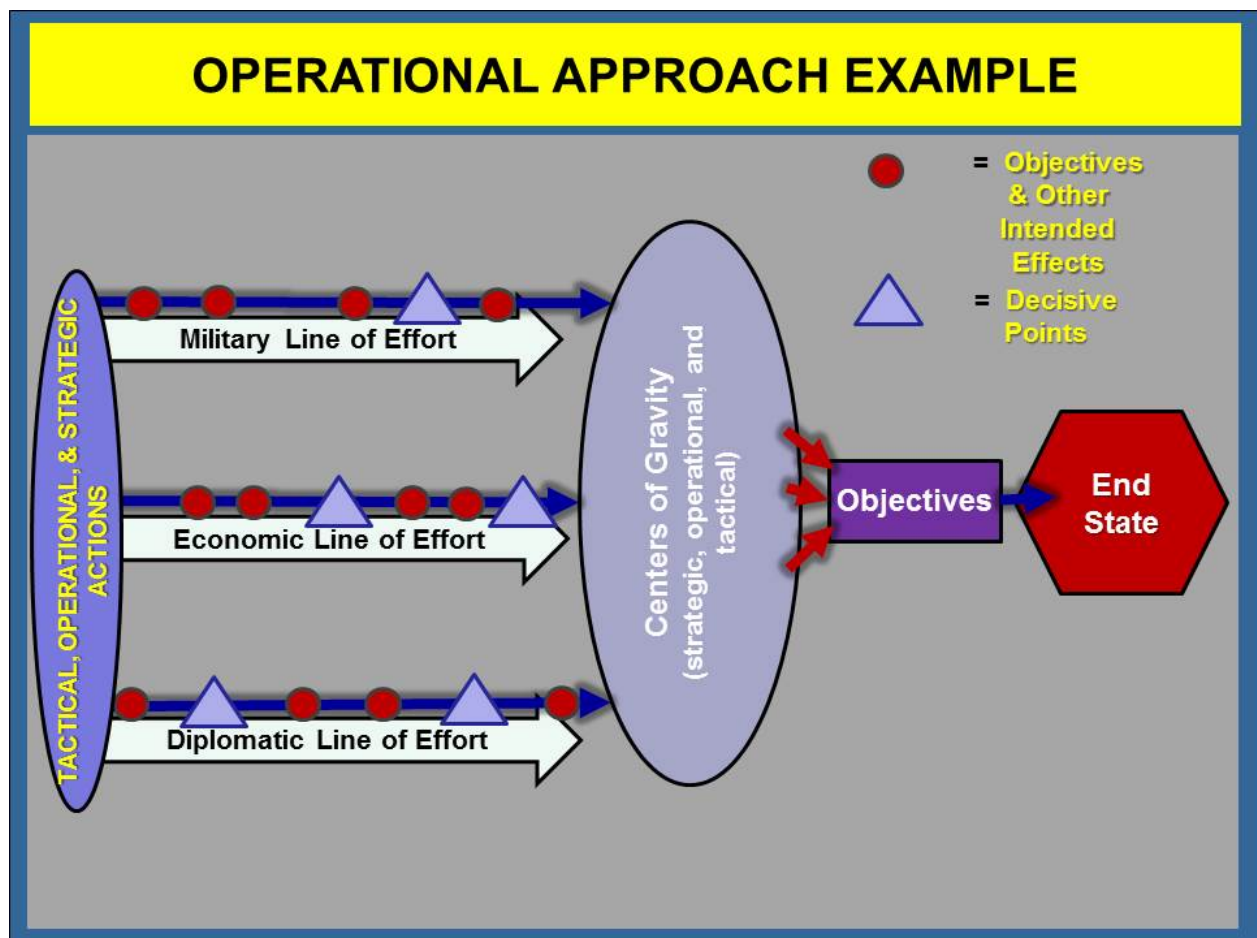 OPERATIONAL APPROACH EXAMPLE
= Objectives
& Other
Intended
Effects
= Decisive
Points
TACTICAL, OPERATIONAL, & STRATEGIC
ACTIONS
Military Line of Effort
Economic Line of Effort
Diplomatic Line of Effort
Centers of Gravity
(strategic, operational, and
tactical)
Objectives
End
State